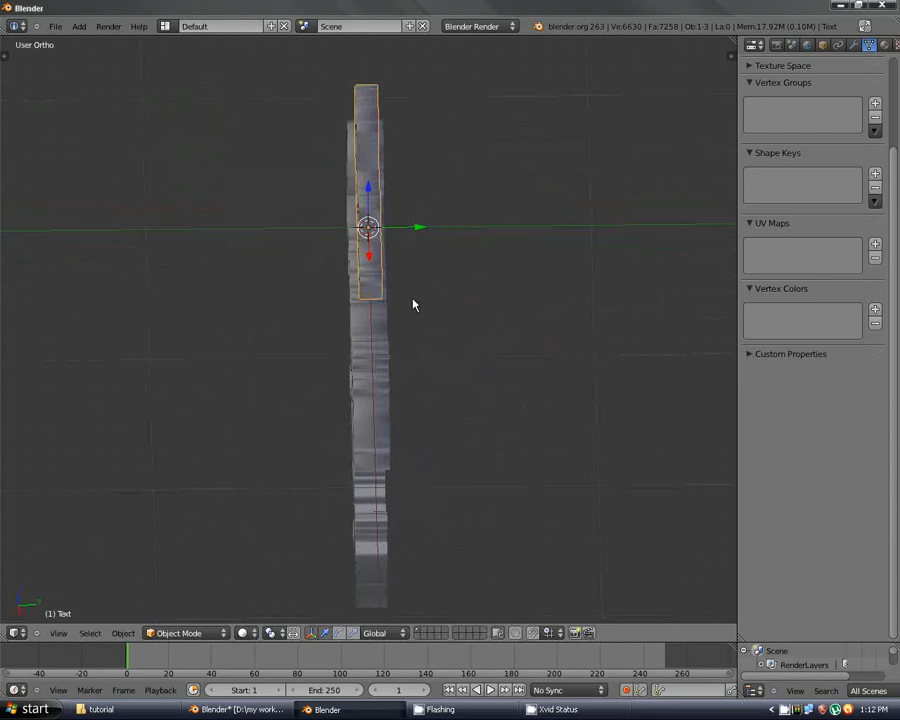 Blender
File Add Render Help Default Scene Blender Render blender.org 263 | Ve:6630 | Fa:7258 | Ob:1-3 | La:0 | Mem:17.92M (0.10M) | Text
User Ortho
Texture Space
Vertex Groups
Shape Keys
UV Maps
Vertex Colors
Custom Properties
(1) Text
View Select Object Object Mode Global
Scene
RenderLayers
-40 -20 0 20 40 60 80 100 120 140 160 180 200 220 240 260
View Marker Frame Playback Start: 1 End: 250 1 No Sync View Search All Scenes
start tutorial Blender* [D:\my work... Blender Flashing Xvid Status 1:12 PM